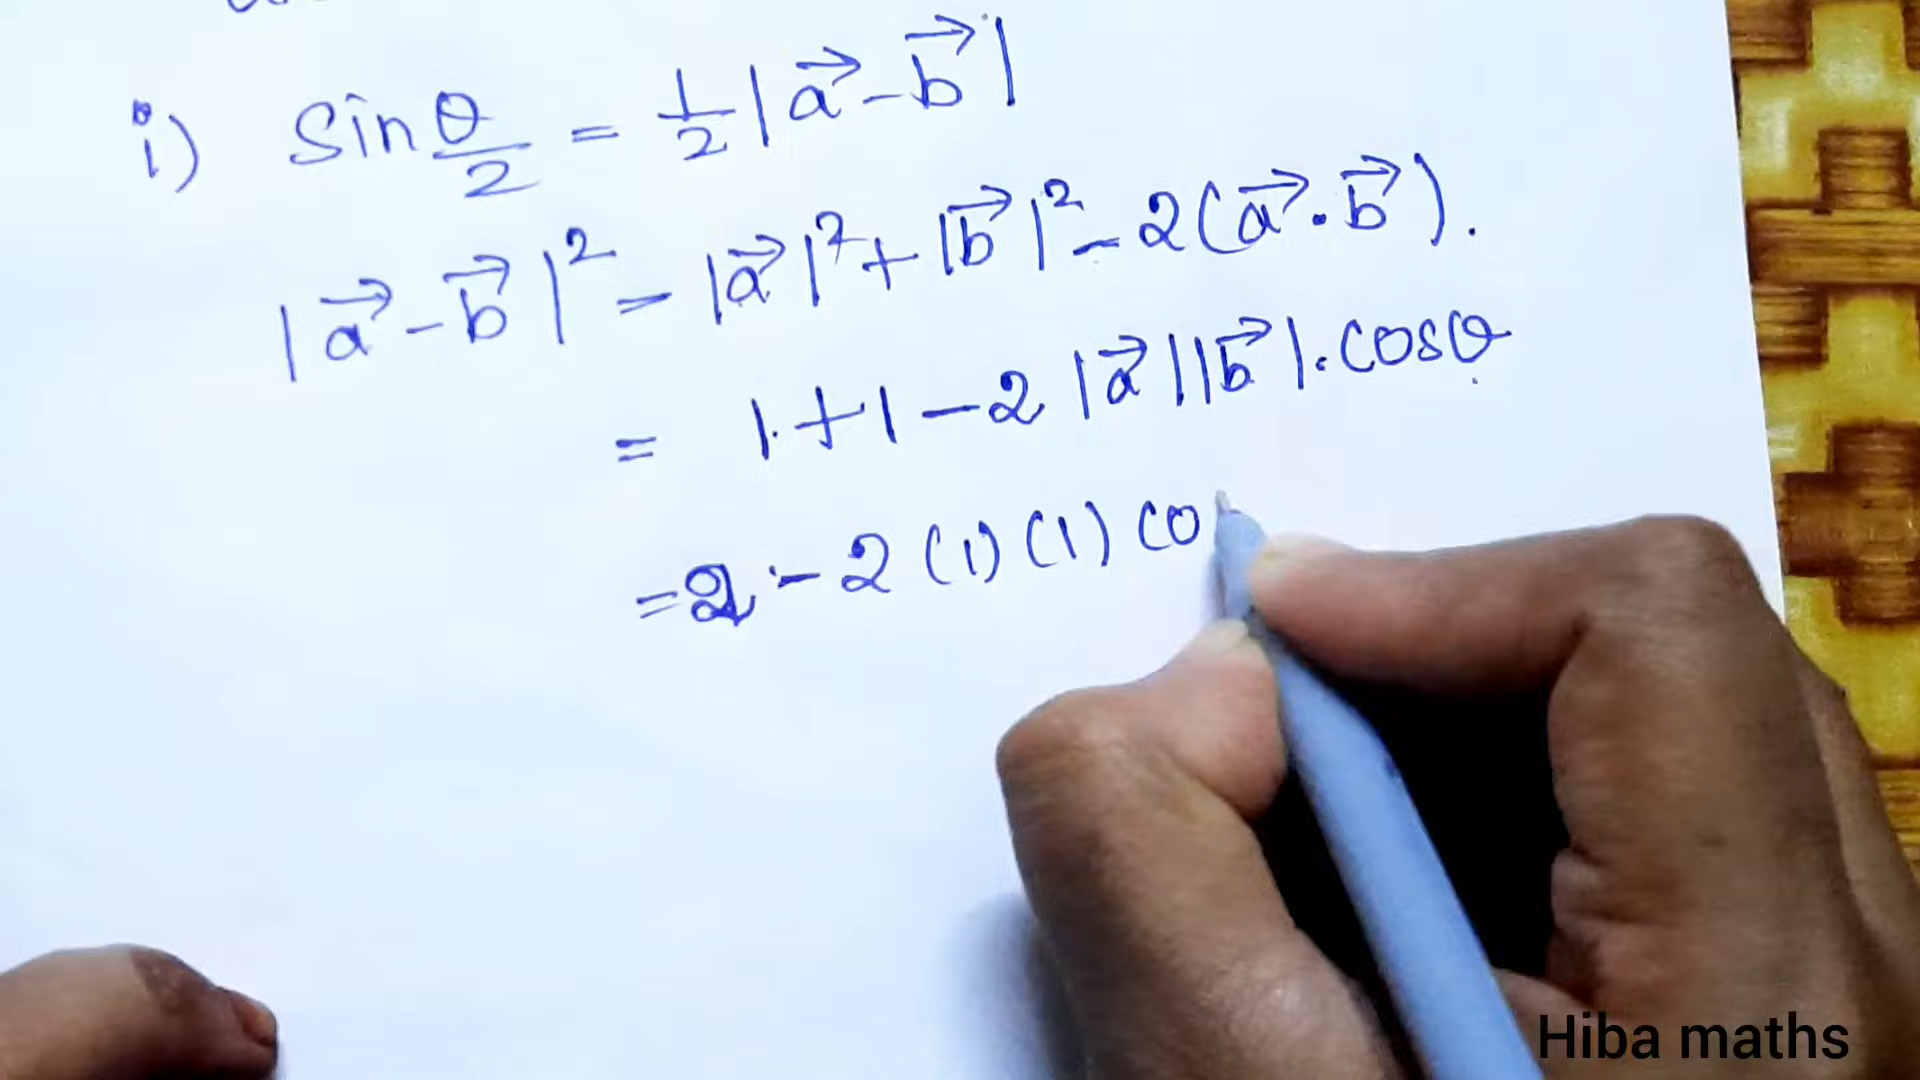 i) Sin θ/2 = 1/2 |a⃗ - b⃗|
|a⃗ - b⃗|² = |a⃗|² + |b⃗|² - 2(a⃗ · b⃗).
= 1 + 1 - 2 |a⃗||b⃗|. cosθ
= 2 - 2 (1) (1) co
Hiba maths